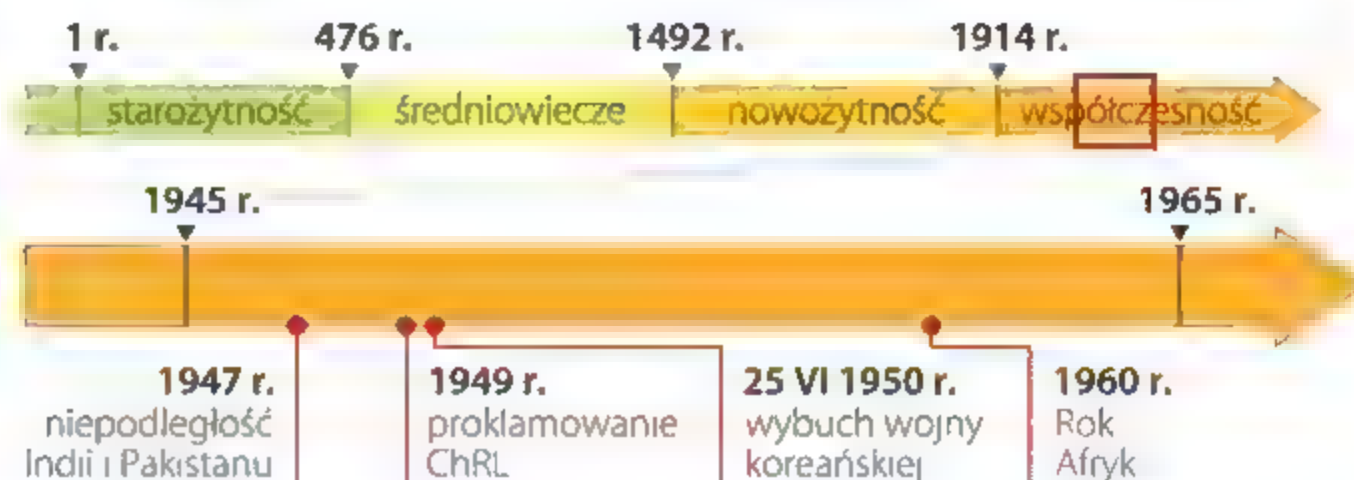 1 r. 476 r. 1492 r. 1914 r.
starożytność średniowiecze nowożytność współczesność
1945 r. 1965 r.
1947 r.
niepodległość
Indii i Pakistanu
1949 r.
proklamowanie
ChRL
25 VI 1950 r.
wybuch wojny
koreańskiej
1960 r.
Rok
Afryk